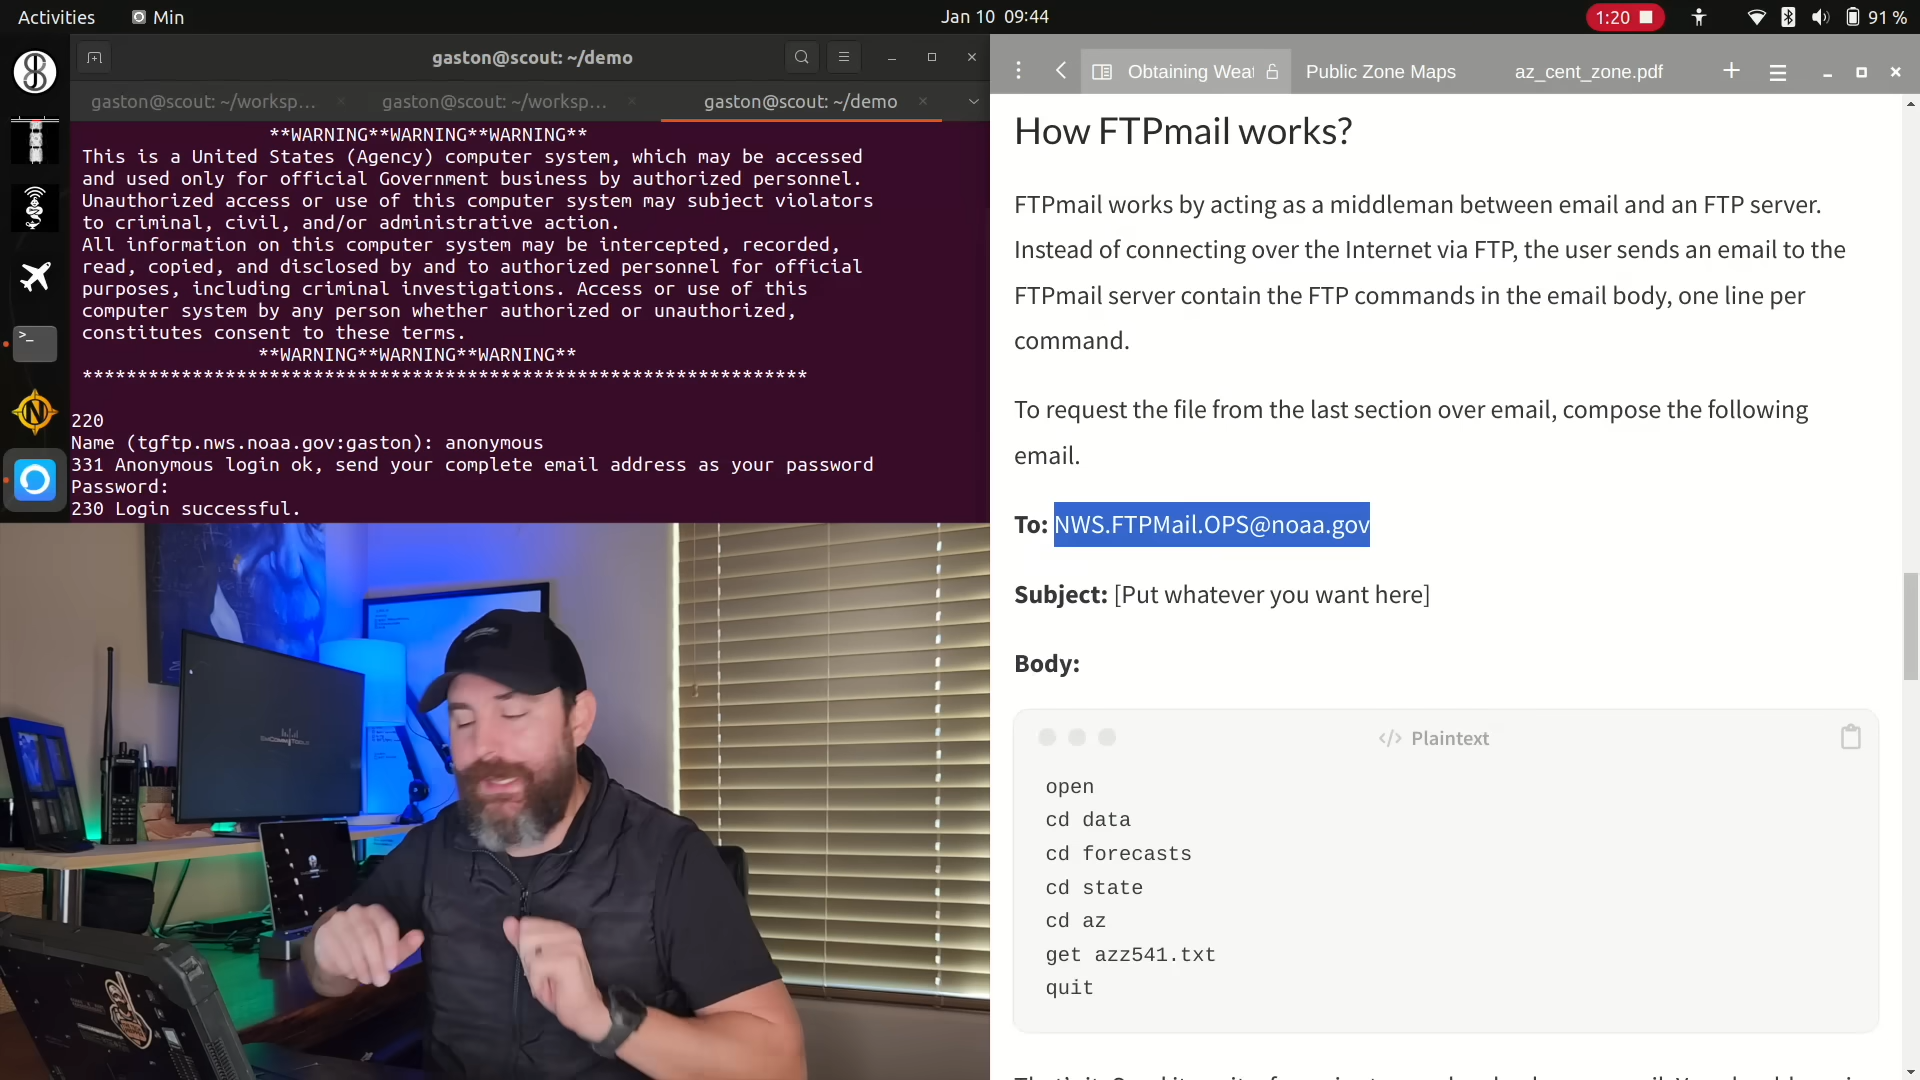 Activities
Min
Jan 10 09:44
1:20
91 %
gaston@scout: ~/demo
gaston@scout: ~/worksp...
gaston@scout: ~/worksp...
gaston@scout: ~/demo
**WARNING**WARNING**WARNING**
This is a United States (Agency) computer system, which may be accessed
and used only for official Government business by authorized personnel.
Unauthorized access or use of this computer system may subject violators
to criminal, civil, and/or administrative action.
All information on this computer system may be intercepted, recorded,
read, copied, and disclosed by and to authorized personnel for official
purposes, including criminal investigations. Access or use of this
computer system by any person whether authorized or unauthorized,
constitutes consent to these terms.
**WARNING**WARNING**WARNING**
******************************************************************
220
Name (tgftp.nws.noaa.gov:gaston): anonymous
331 Anonymous login ok, send your complete email address as your password
Password:
230 Login successful.
Obtaining Weat
Public Zone Maps
az_cent_zone.pdf
How FTPmail works?
FTPmail works by acting as a middleman between email and an FTP server.
Instead of connecting over the Internet via FTP, the user sends an email to the
FTPmail server contain the FTP commands in the email body, one line per
command.
To request the file from the last section over email, compose the following
email.
To: NWS.FTPMail.OPS@noaa.gov
Subject: [Put whatever you want here]
Body:
</> Plaintext
open
cd data
cd forecasts
cd state
cd az
get azz541.txt
quit